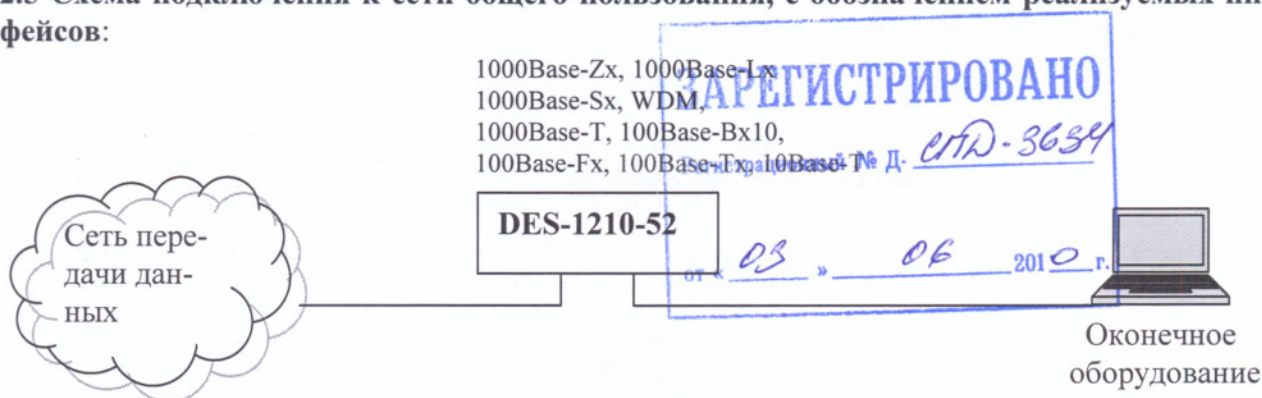 2.5 Схема подключения к сети общего пользования, с обозначением реализуемых ин
фейсов:
1000Base-Zx, 1000Base-Lx
1000Base-Sx, WDM,
1000Base-T, 100Base-Bx10,
100Base-Fx, 100Base-Tx, 10Base-T
ЗАРЕГИСТРИРОВАНО
Регистрационный № Д- СПД-3634
от « 03 » 06 2010 г.
DES-1210-52
Сеть пере-
дачи дан-
ных
Оконечное
оборудование